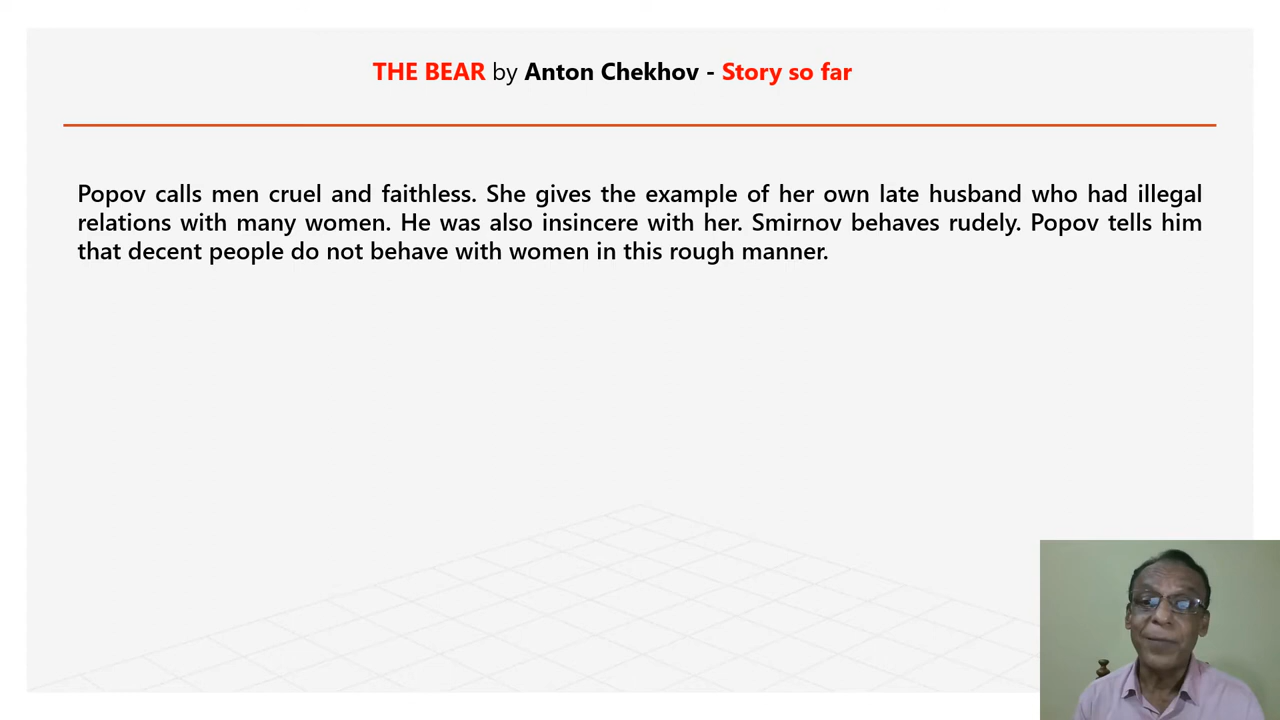 THE BEAR by Anton Chekhov - Story so far
Popov calls men cruel and faithless. She gives the example of her own late husband who had illegal
relations with many women. He was also insincere with her. Smirnov behaves rudely. Popov tells him
that decent people do not behave with women in this rough manner.